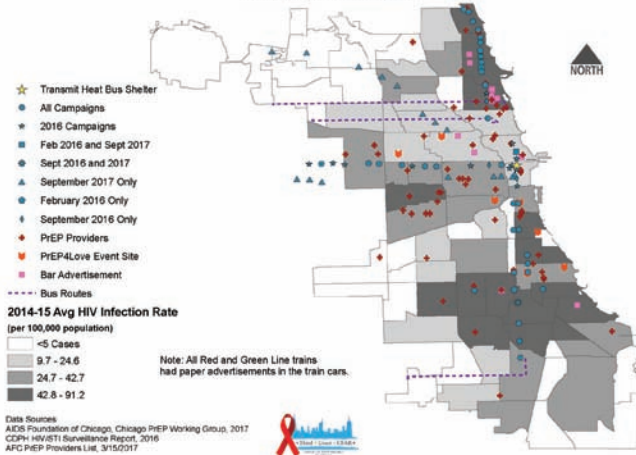 NORTH
Transmit Heat Bus Shelter
All Campaigns
2016 Campaigns
Feb 2016 and Sept 2017
Sept 2016 and 2017
September 2017 Only
February 2016 Only
September 2016 Only
PrEP Providers
PrEP4Love Event Site
Bar Advertisement
Bus Routes
2014-15 Avg HIV Infection Rate
(per 100,000 population)
<5 Cases
9.7 - 24.6
24.7 - 42.7
42.8 - 91.2
Note: All Red and Green Line trains
had paper advertisements in the train cars.
Data Sources
AIDS Foundation of Chicago, Chicago PrEP Working Group, 2017
CDPH HIV/STI Surveillance Report, 2016
AFC PrEP Providers List, 3/15/2017